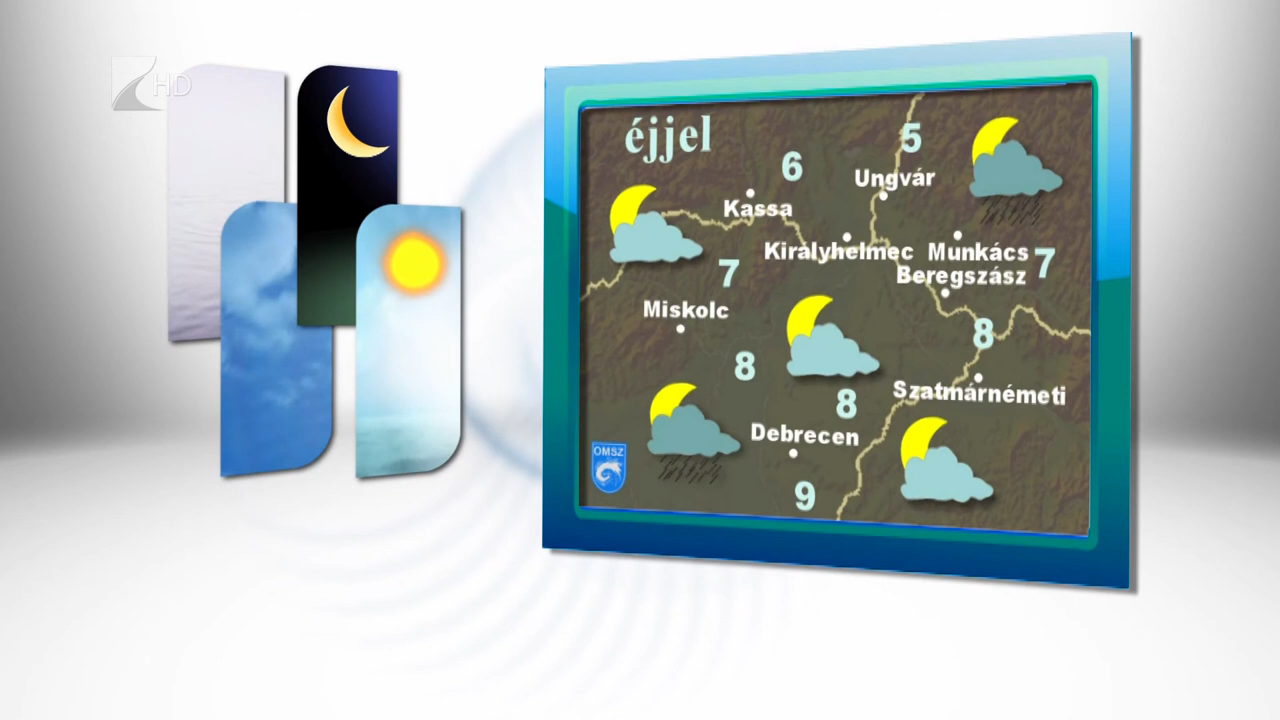 HD
éjjel
5
6
Ungvár
Kassa
Királyhelmec
Munkács
7
Beregszász
7
Miskolc
8
8
Szatmárnémeti
8
Debrecen
OMSZ
9